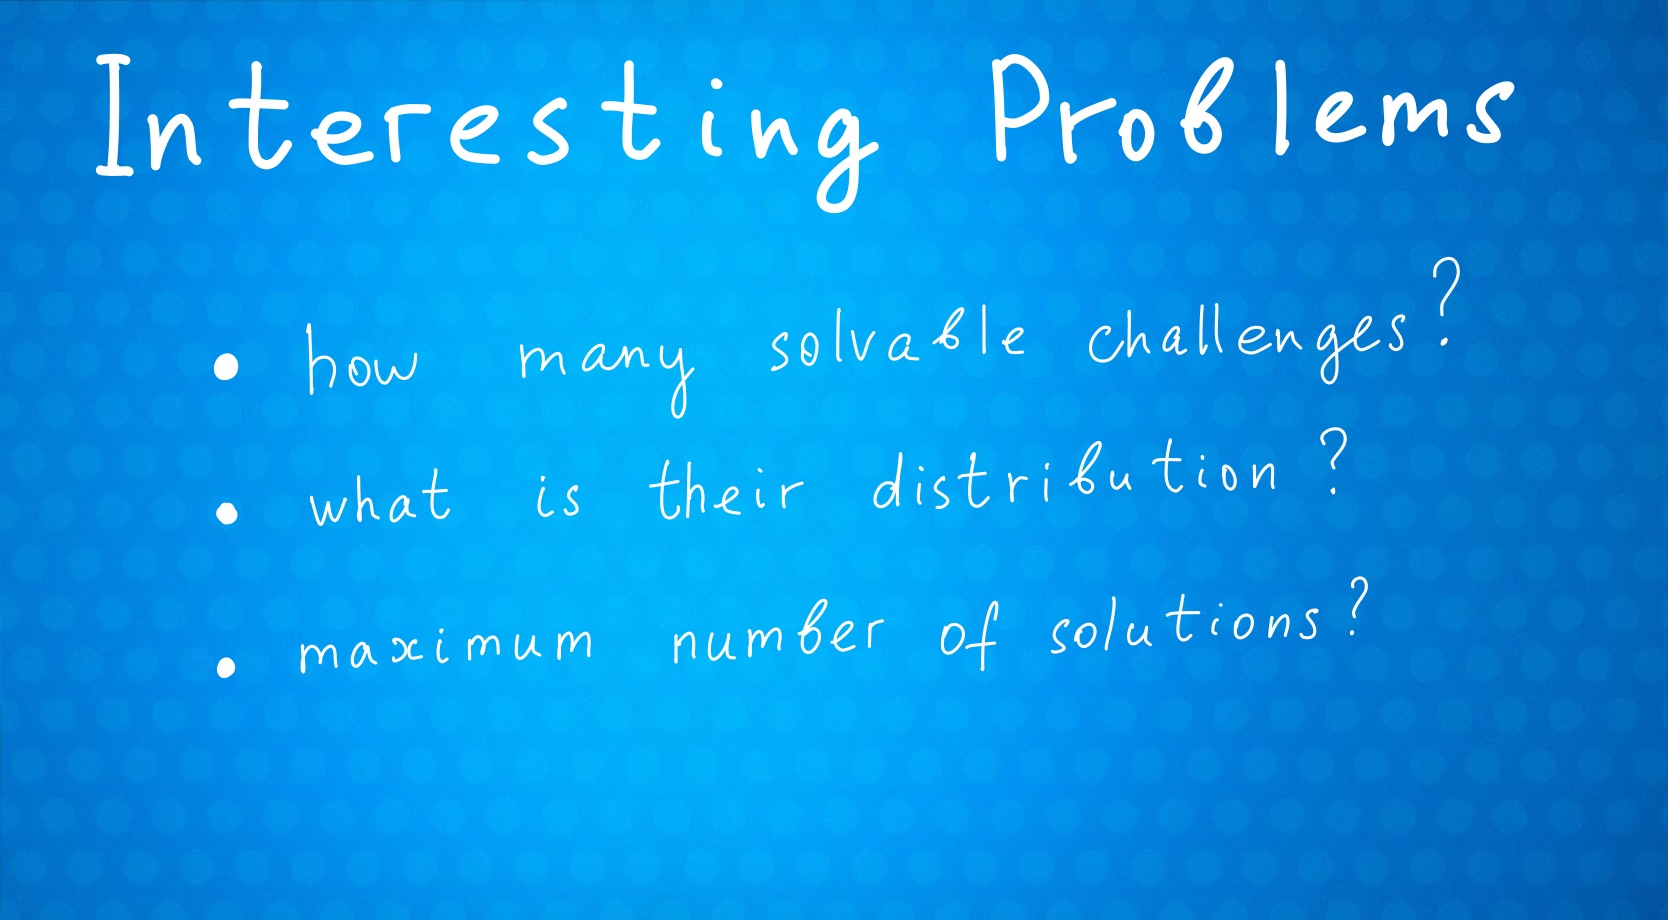 Interesting Problems
• how many solvable challenges?
• what is their distribution?
• maximum number of solutions?